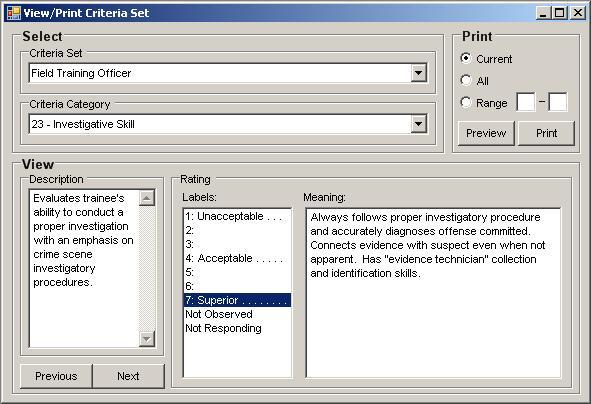 View/Print Criteria Set
Select
Criteria Set
Field Training Officer
Criteria Category
23 - Investigative Skill
Print
Current
All
Range
–
Preview
Print
View
Description
Evaluates trainee's
ability to conduct a
proper investigation
with an emphasis on
crime scene
investigatory
procedures.
Previous
Next
Rating
Labels:
1: Unacceptable . . .
2:
3:
4: Acceptable . . . . .
5:
6:
7: Superior . . . . . . . .
Not Observed
Not Responding
Meaning:
Always follows proper investigatory procedure
and accurately diagnoses offense committed.
Connects evidence with suspect even when not
apparent.  Has "evidence technician" collection
and identification skills.